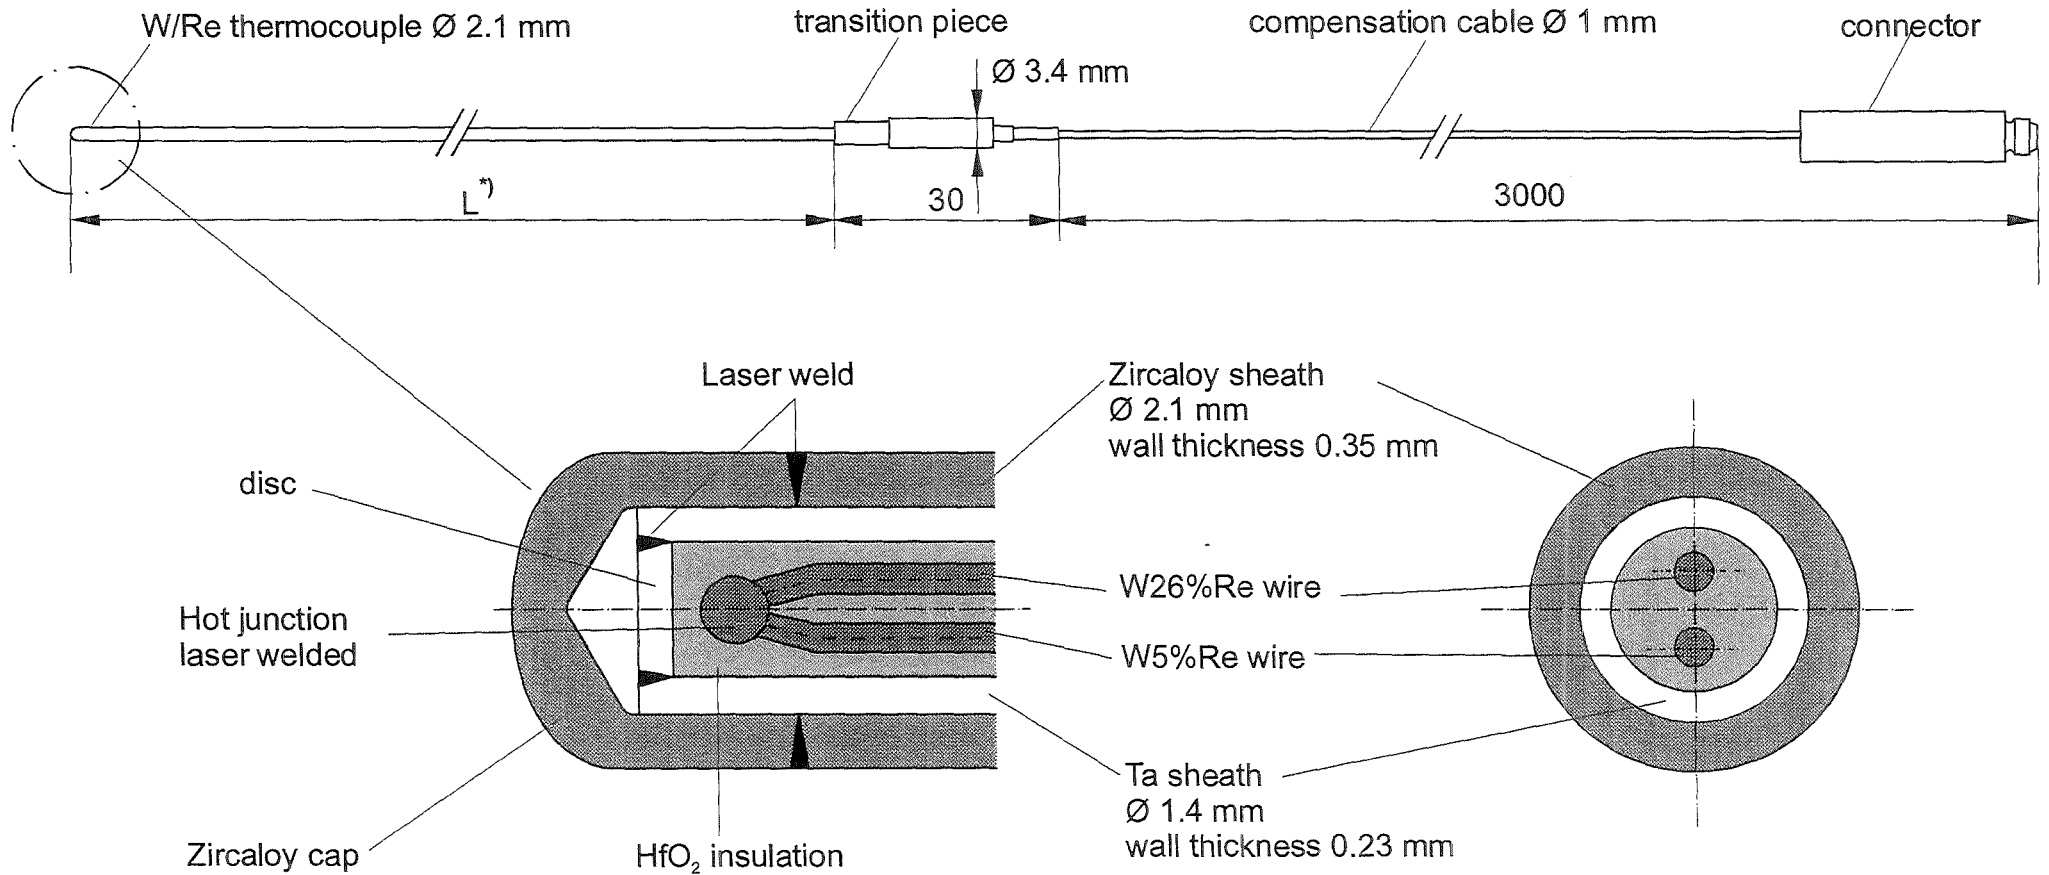 W/Re thermocouple Ø 2.1 mm
transition piece
compensation cable Ø 1 mm
connector
Ø 3.4 mm
L*)
30
3000
Laser weld
Zircaloy sheath
Ø 2.1 mm
wall thickness 0.35 mm
disc
Hot junction
laser welded
W26%Re wire
W5%Re wire
Ta sheath
Ø 1.4 mm
wall thickness 0.23 mm
Zircaloy cap
HfO₂ insulation